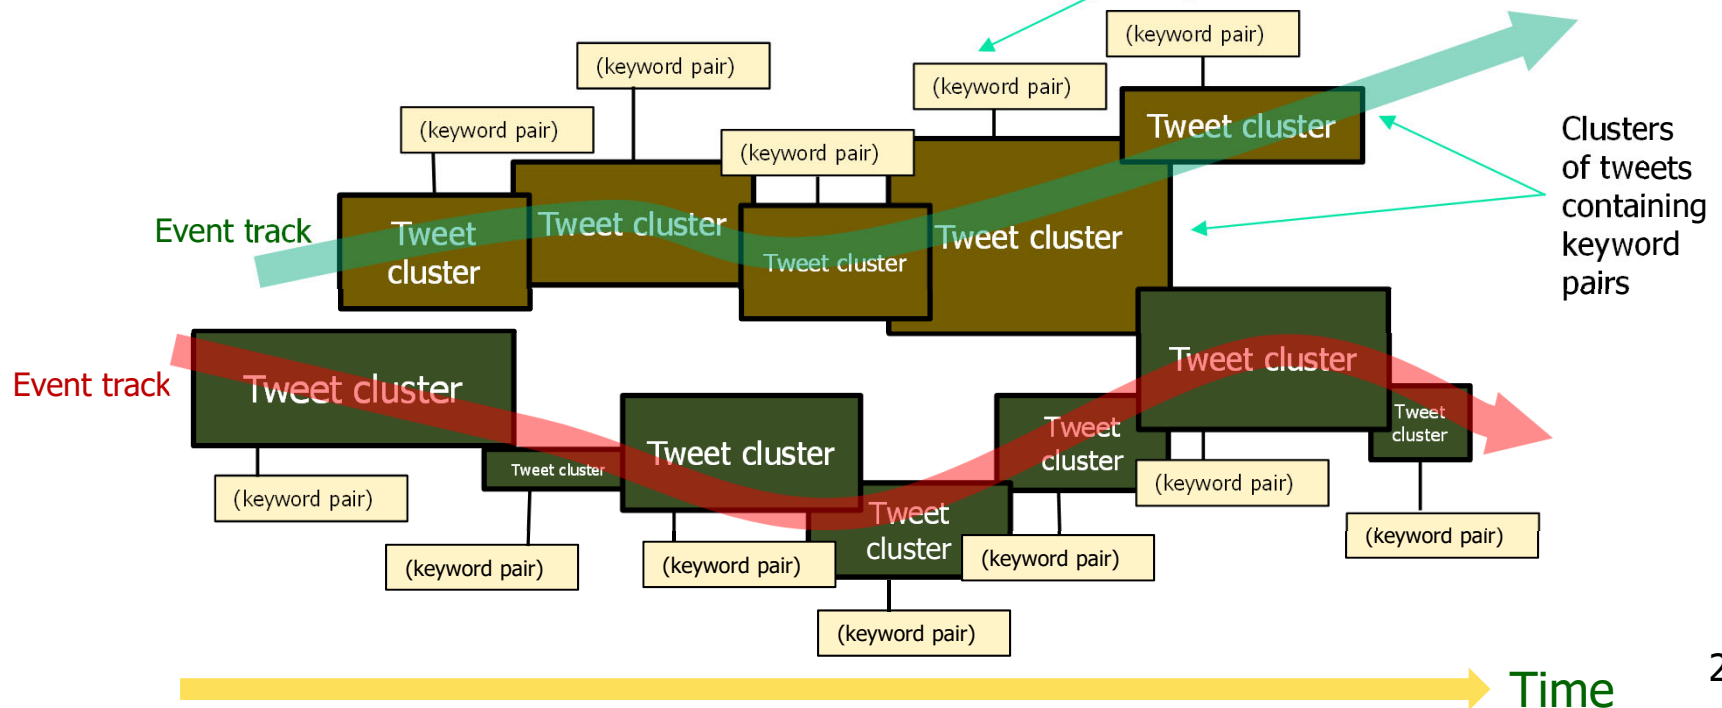 (keyword pair)
(keyword pair)
(keyword pair)
(keyword pair)
(keyword pair)
Tweet cluster
Clusters
of tweets
containing
keyword
pairs
Event track
Tweet
cluster
Tweet cluster
Tweet cluster
Tweet cluster
Event track
Tweet cluster
Tweet cluster
Tweet cluster
Tweet
cluster
Tweet
cluster
Tweet cluster
Tweet
cluster
(keyword pair)
(keyword pair)
(keyword pair)
(keyword pair)
(keyword pair)
(keyword pair)
(keyword pair)
Time
2